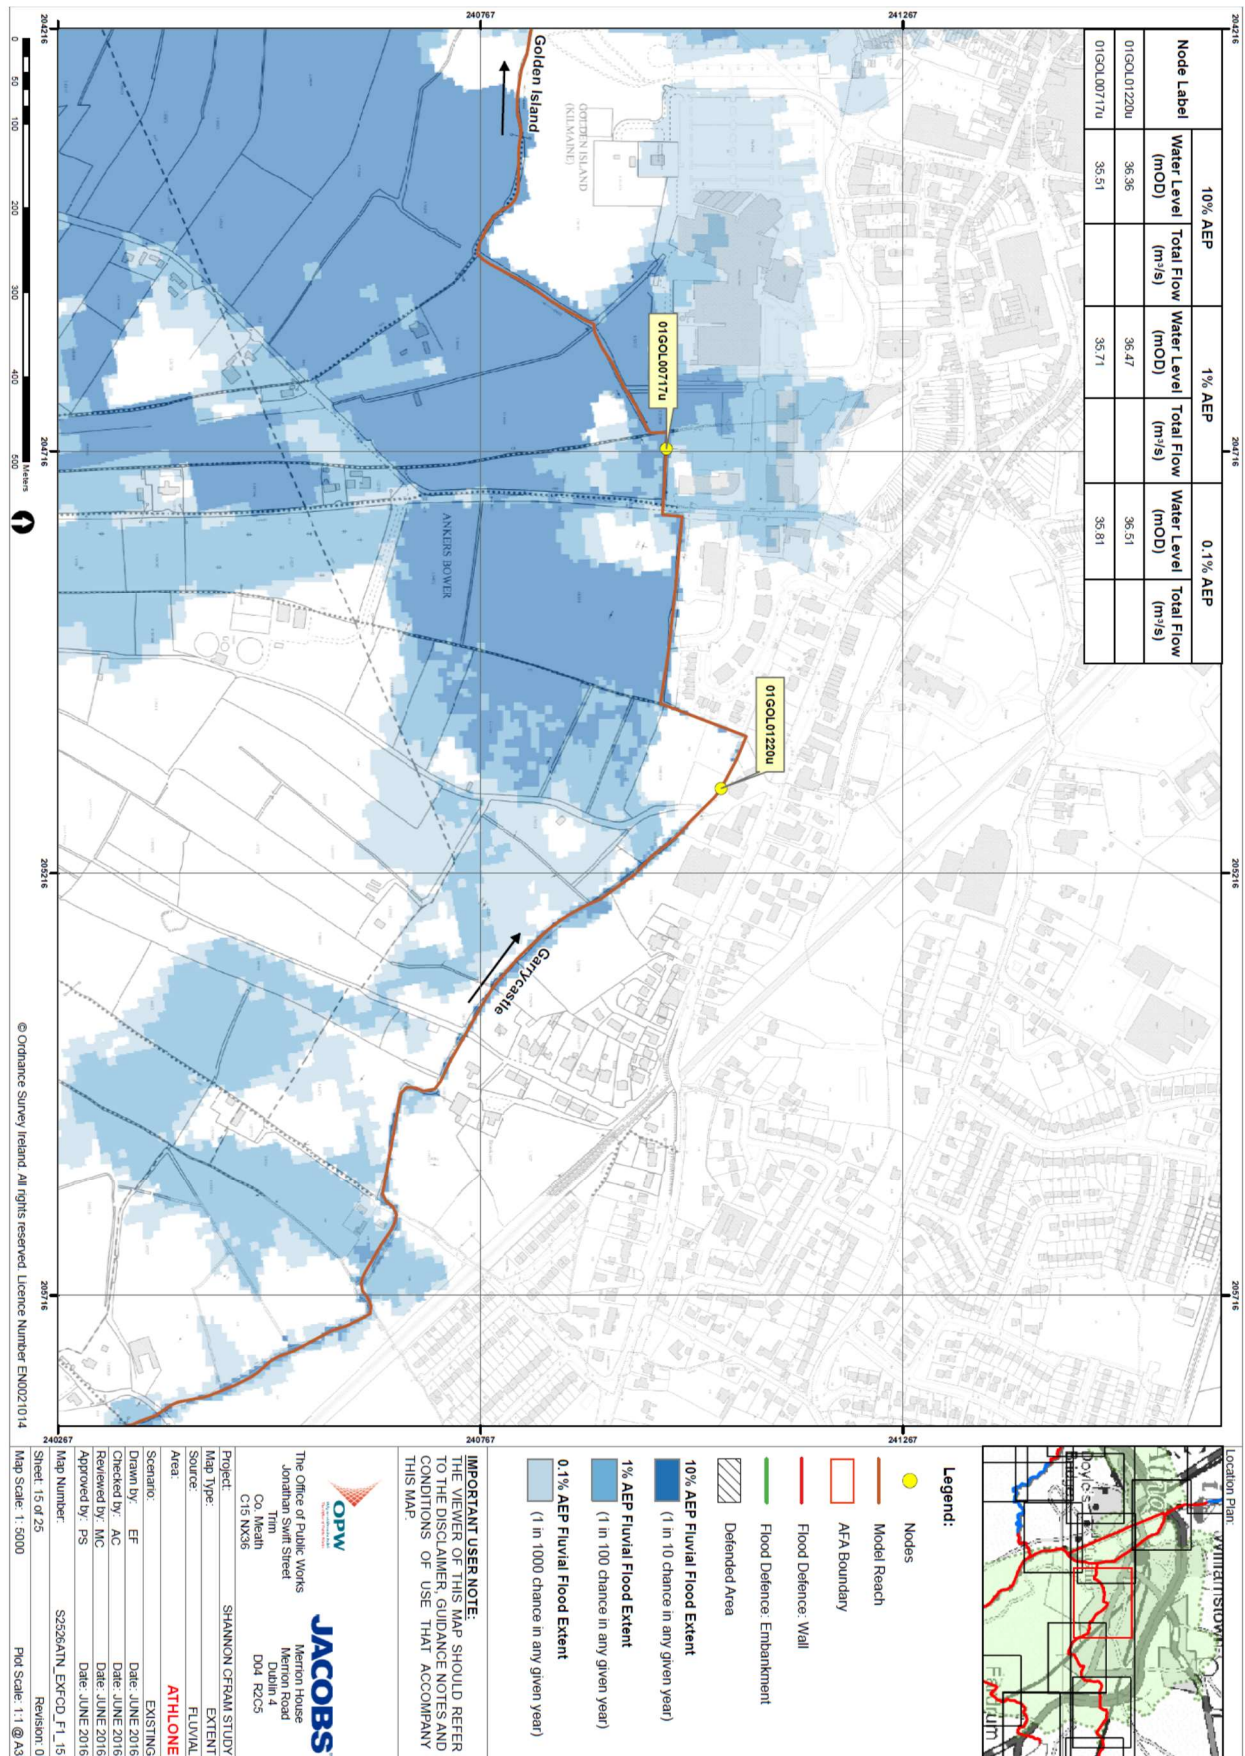 Node Label
10% AEP
1% AEP
0.1% AEP
Water Level (mOD)
Total Flow (m³/s)
Water Level (mOD)
Total Flow (m³/s)
Water Level (mOD)
Total Flow (m³/s)
01GOL01220u 36.36 36.47 36.51
01GOL00717u 35.51 35.71 35.81
204216
204716
205216
205716
241267
240767
240267
204216
204716
205216
205716
241267
240767
01GOL00717u
01GOL01220u
GOLDEN ISLAND
(KILMAINE)
Golden Island
ANKERS BOWER
Garrycastle
0 50 100 200 300 400 500
Meters
© Ordnance Survey Ireland. All rights reserved. Licence Number EN0021014
Location Plan:
Williamstown
Legend:
Nodes
Model Reach
AFA Boundary
Flood Defence: Wall
Flood Defence: Embankment
Defended Area
10% AEP Fluvial Flood Extent
(1 in 10 chance in any given year)
1% AEP Fluvial Flood Extent
(1 in 100 chance in any given year)
0.1% AEP Fluvial Flood Extent
(1 in 1000 chance in any given year)
IMPORTANT USER NOTE:
THE VIEWER OF THIS MAP SHOULD REFER
TO THE DISCLAIMER, GUIDANCE NOTES AND
CONDITIONS OF USE THAT ACCOMPANY
THIS MAP.
OPW
The Office of Public Works
Jonathan Swift Street
Trim
Co. Meath
C15 NX36
JACOBS
Merrion House
Merrion Road
Dublin 4
D04 R2C5
Project: SHANNON CFRAM STUDY
Map Type: EXTENT
Source: FLUVIAL
Area: ATHLONE
Scenario: EXISTING
Drawn by: EF Date: JUNE 2016
Checked by: AC Date: JUNE 2016
Reviewed by: MC Date: JUNE 2016
Approved by: PS Date: JUNE 2016
Map Number: S2526ATN_EXFCD_F1_15
Sheet: 15 of 25 Revision: 0
Map Scale: 1: 5000 Plot Scale: 1:1 @ A3